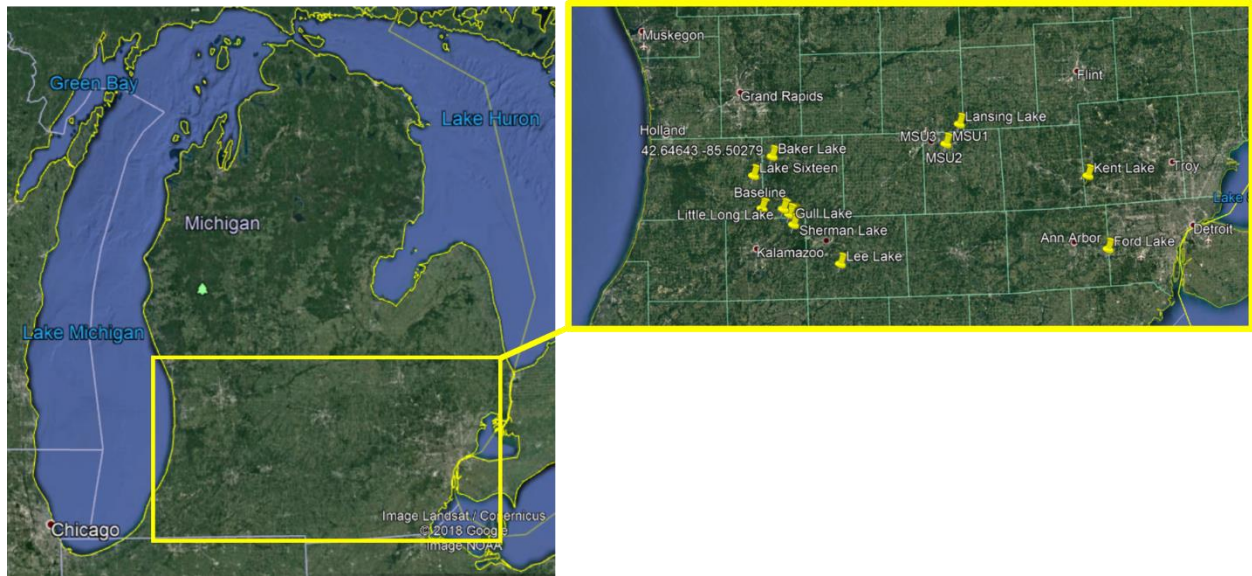 Green Bay
Lake Huron
Michigan
Lake Michigan
Chicago
Image Landsat / Copernicus
© 2018 Google
Image NOAA
Muskegon
Flint
Grand Rapids
Lansing Lake
Holland
MSU3 MSU1
42.64643 -85.50279 Baker Lake
MSU2
Lake Sixteen
Kent Lake
Troy
Baseline
Lake
Little Long Lake
Gull Lake
Sherman Lake
Detroit
Ann Arbor
Ford Lake
Kalamazoo
Lee Lake